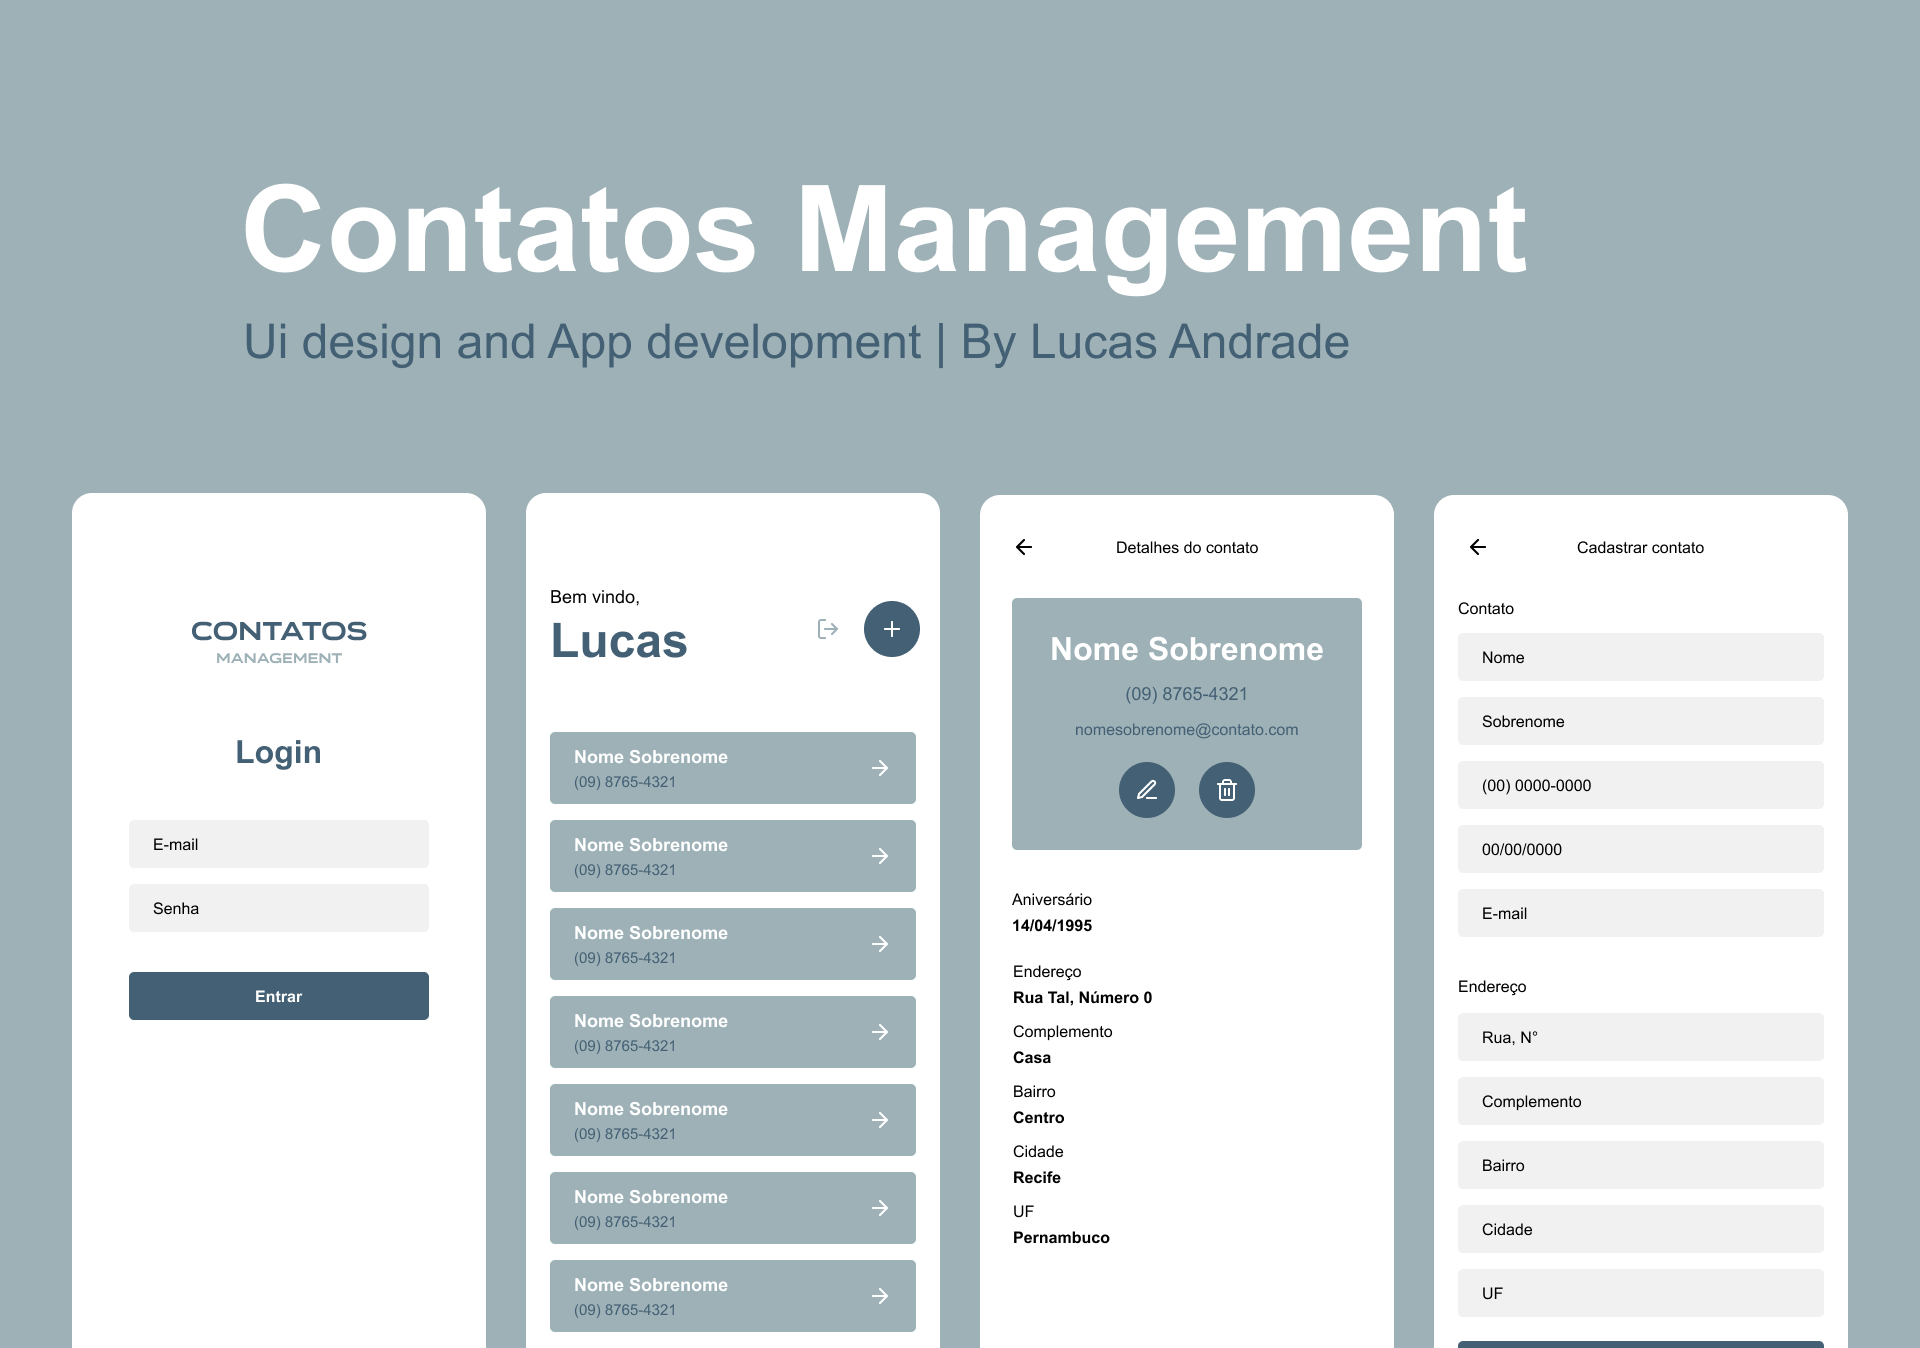 Contatos Management
Ui design and App development | By Lucas Andrade
CONTATOS
MANAGEMENT
Login
E-mail
Senha
Entrar
Bem vindo,
Lucas
Nome Sobrenome
(09) 8765-4321
Nome Sobrenome
(09) 8765-4321
Nome Sobrenome
(09) 8765-4321
Nome Sobrenome
(09) 8765-4321
Nome Sobrenome
(09) 8765-4321
Nome Sobrenome
(09) 8765-4321
Nome Sobrenome
(09) 8765-4321
Detalhes do contato
Nome Sobrenome
(09) 8765-4321
nomesobrenome@contato.com
Aniversário
14/04/1995
Endereço
Rua Tal, Número 0
Complemento
Casa
Bairro
Centro
Cidade
Recife
UF
Pernambuco
Cadastrar contato
Contato
Nome
Sobrenome
(00) 0000-0000
00/00/0000
E-mail
Endereço
Rua, N°
Complemento
Bairro
Cidade
UF